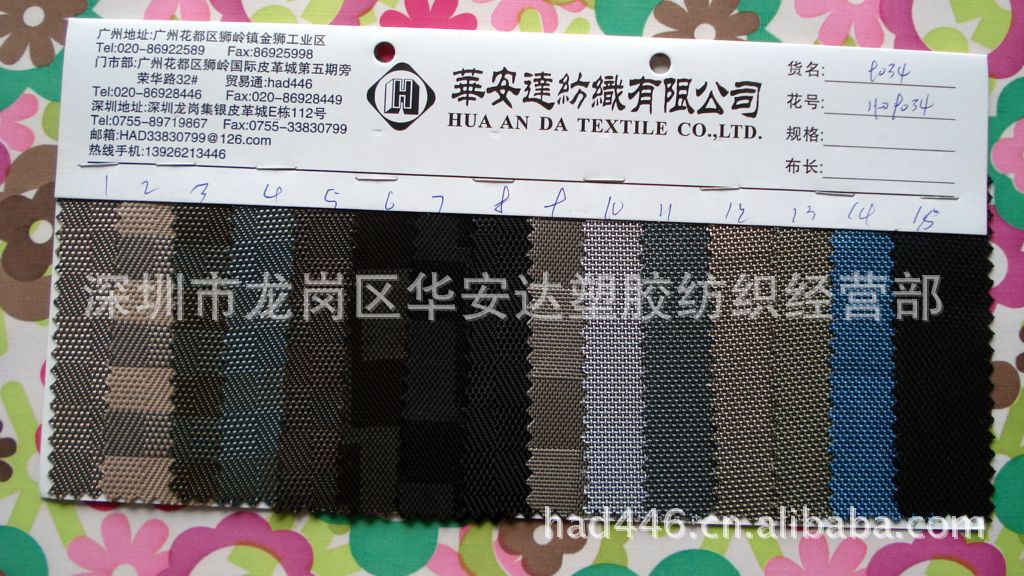 广州地址:广州花都区狮岭镇金狮工业区
Tel:020-86922589 Fax:86925998
门市部:广州花都区狮岭国际皮革城第五期旁
荣华路32# 贸易通:had446
Tel:020-86928446 Fax:020-86928449
深圳地址:深圳龙岗集银皮革城E栋112号
Tel:0755-89719867 Fax:0755-33830799
邮箱:HAD33830799@126.com
热线手机:13926213446
H
華安達紡織有限公司
HUA AN DA TEXTILE CO.,LTD.
货名:
花号:
规格:
布长:
1 2 3 4 5 6 7 8 9 10 11 12 13 14 15
深圳市龙岗区华安达塑胶纺织经营部
had446.cn.alibaba.com